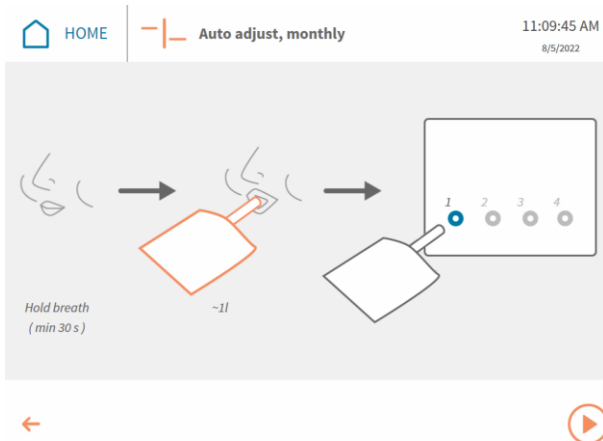 HOME
Auto adjust, monthly
11:09:45 AM
8/5/2022
1 2 3 4
Hold breath
( min 30 s )
~1l